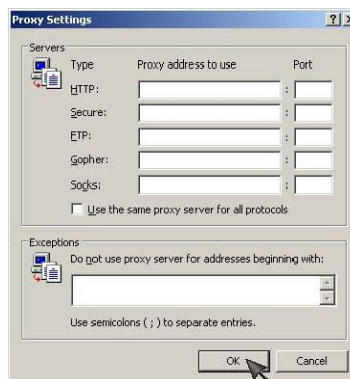 Proxy Settings
Servers
Type Proxy address to use Port
HTTP: :
Secure: :
FTP: :
Gopher: :
Socks: :
Use the same proxy server for all protocols
Exceptions
Do not use proxy server for addresses beginning with:
Use semicolons ( ; ) to separate entries.
OK Cancel